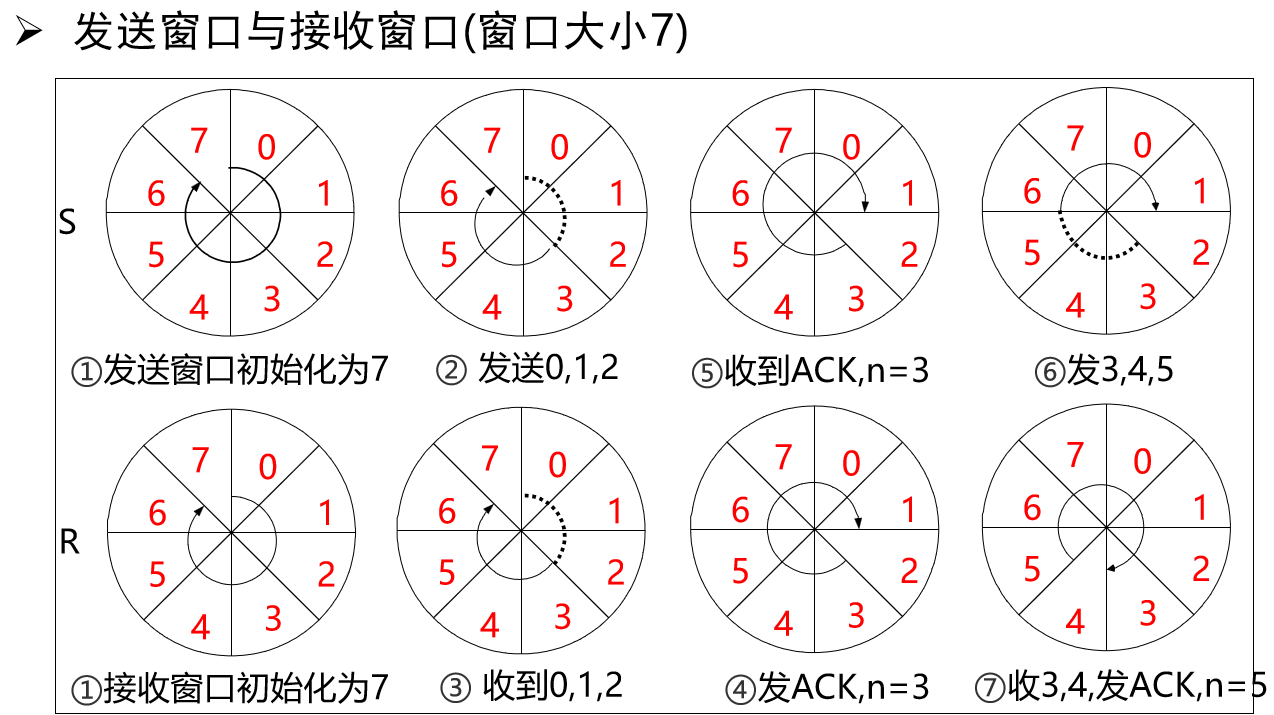 ➢ 发送窗口与接收窗口(窗口大小7)
7 0 7 0 7 0 7 0
6 1 6 1 6 1 6 1
S
5 2 5 2 5 2 5 2
4 3 4 3 4 3 4 3
①发送窗口初始化为7 ② 发送0,1,2 ⑤收到ACK,n=3 ⑥发3,4,5
7 0 7 0 7 0 7 0
6 1 6 1 6 1 6 1
R
5 2 5 2 5 2 5 2
4 3 4 3 4 3 4 3
①接收窗口初始化为7 ③ 收到0,1,2 ④发ACK,n=3 ⑦收3,4,发ACK,n=5